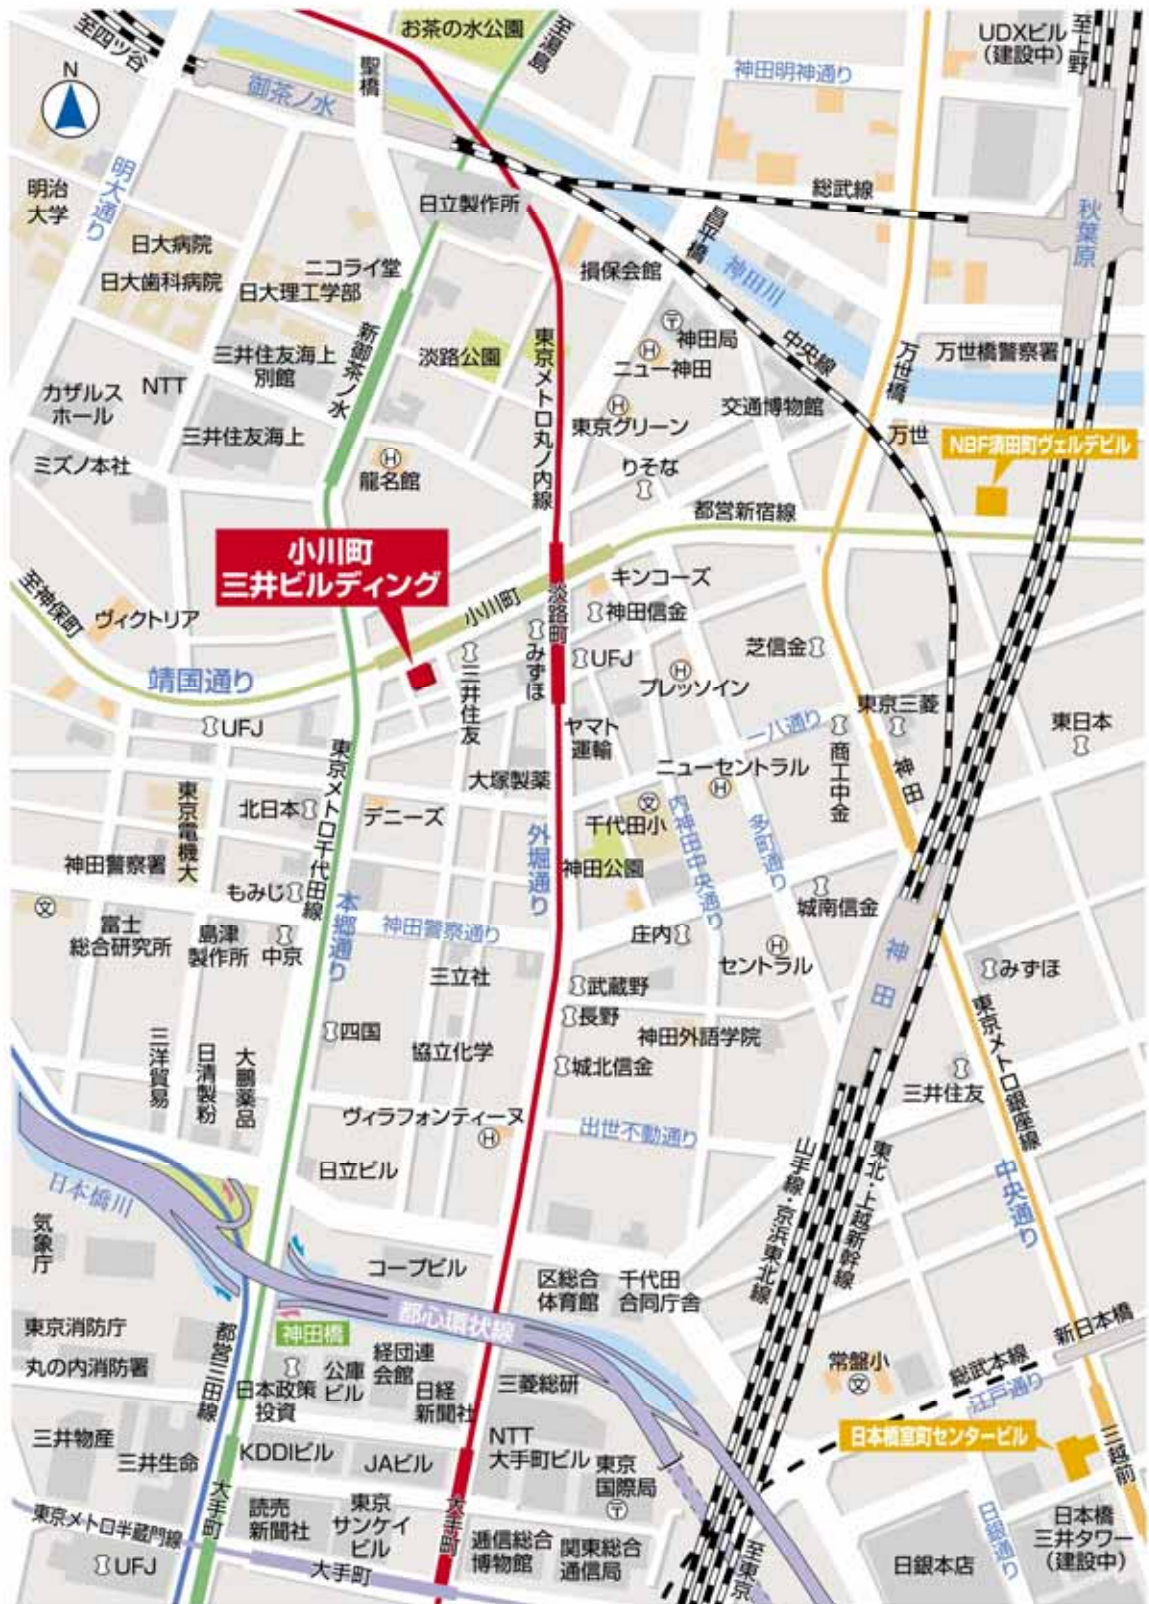 至四ツ谷
お茶の水公園
至湯島
UDXビル
（建設中）
至上野
N
聖橋
御茶ノ水
神田明神通り
明大通り
明治
大学
日立製作所
総武線
秋葉原
日大病院
日大歯科病院
ニコライ堂
日大理工学部
損保会館
昌平橋
神田川
神田局
ニュー神田
中央線
万世橋
万世橋警察署
三井住友海上
別館
新御茶ノ水
淡路公園
東京メトロ丸ノ内線
カザルス
ホール
NTT
三井住友海上
東京グリーン
交通博物館
万世
NBF須田町ヴェルデビル
ミズノ本社
龍名館
りそな
都営新宿線
小川町
三井ビルディング
至神保町
ヴィクトリア
小川町
淡路町
キンコーズ
神田信金
靖国通り
三井住友
みずほ
UFJ
プレッソイン
芝信金
東京三菱
東日本
UFJ
ヤマト
運輸
一八通り
商工中金
神田
東京メトロ千代田線
大塚製薬
ニューセントラル
東京電機大
北日本
デニーズ
外堀通り
千代田小
内神田中央通り
多町通り
神田警察署
もみじ
本郷通り
神田公園
城南信金
富士
総合研究所
島津
製作所
中京
神田警察通り
庄内
セントラル
神田
みずほ
三立社
武蔵野
長野
神田外語学院
東京メトロ銀座線
四国
協立化学
城北信金
三井住友
三洋貿易
日清製粉
大鵬薬品
ヴィラフォンティーヌ
出世不動通り
山手線・京浜東北線
東北・上越新幹線
中央通り
日立ビル
日本橋川
気象庁
コープビル
区総合
体育館
千代田
合同庁舎
都心環状線
東京消防庁
丸の内消防署
都営三田線
神田橋
日本政策
投資
公庫
ビル
経団連
会館
日経
新聞社
三菱総研
常盤小
総武本線
新日本橋
江戸通り
日本橋室町センタービル
三井物産
三井生命
KDDIビル
JAビル
NTT
大手町ビル
東京
国際局
三越前
東京メトロ半蔵門線
大手町
読売
新聞社
東京
サンケイ
ビル
大手町
逓信総合
博物館
関東総合
通信局
至東京
日銀通り
日本橋
三井タワー
（建設中）
UFJ
大手町
日銀本店